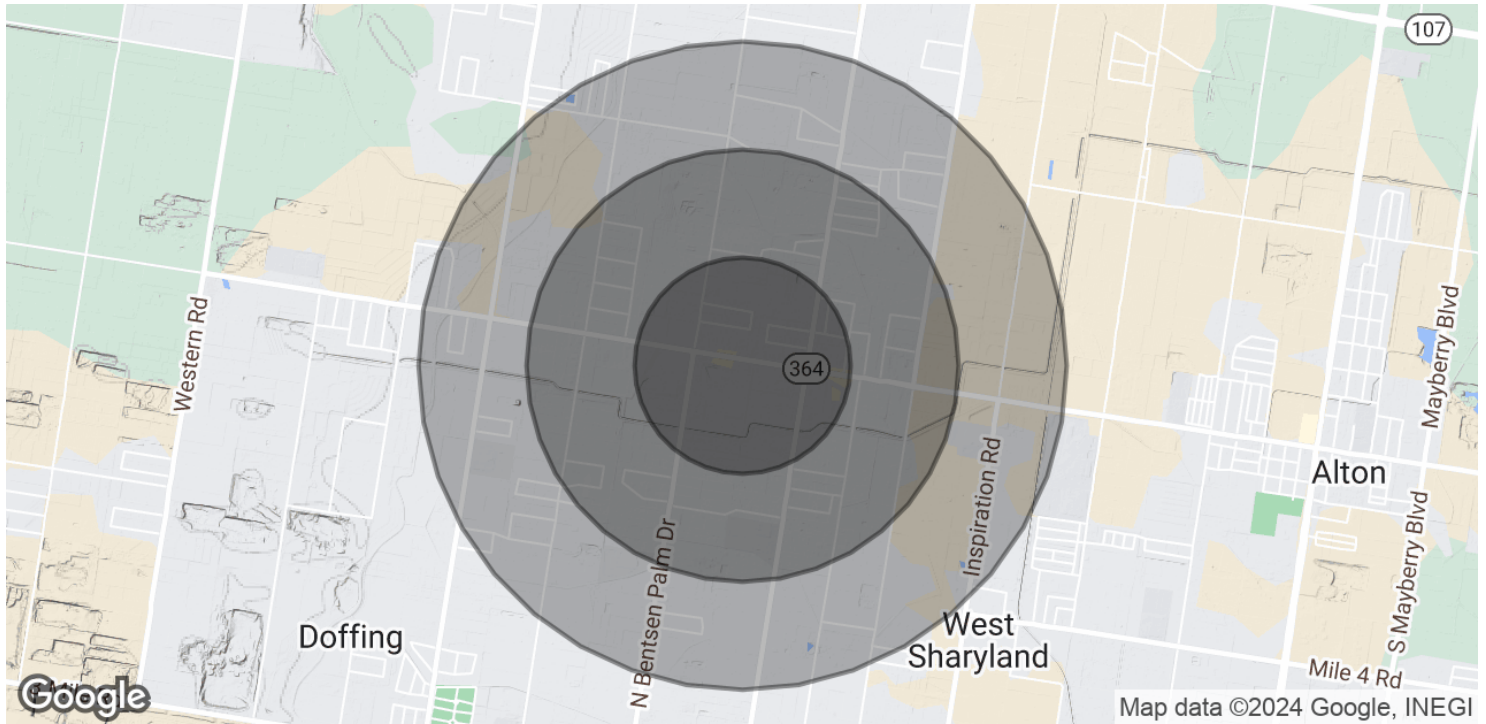 107
Western Rd
Mayberry Blvd
364
Inspiration Rd
Alton
N Bentsen Palm Dr
S Mayberry Blvd
Doffing
West
Sharyland
Mile 4 Rd
Google
Map data ©2024 Google, INEGI